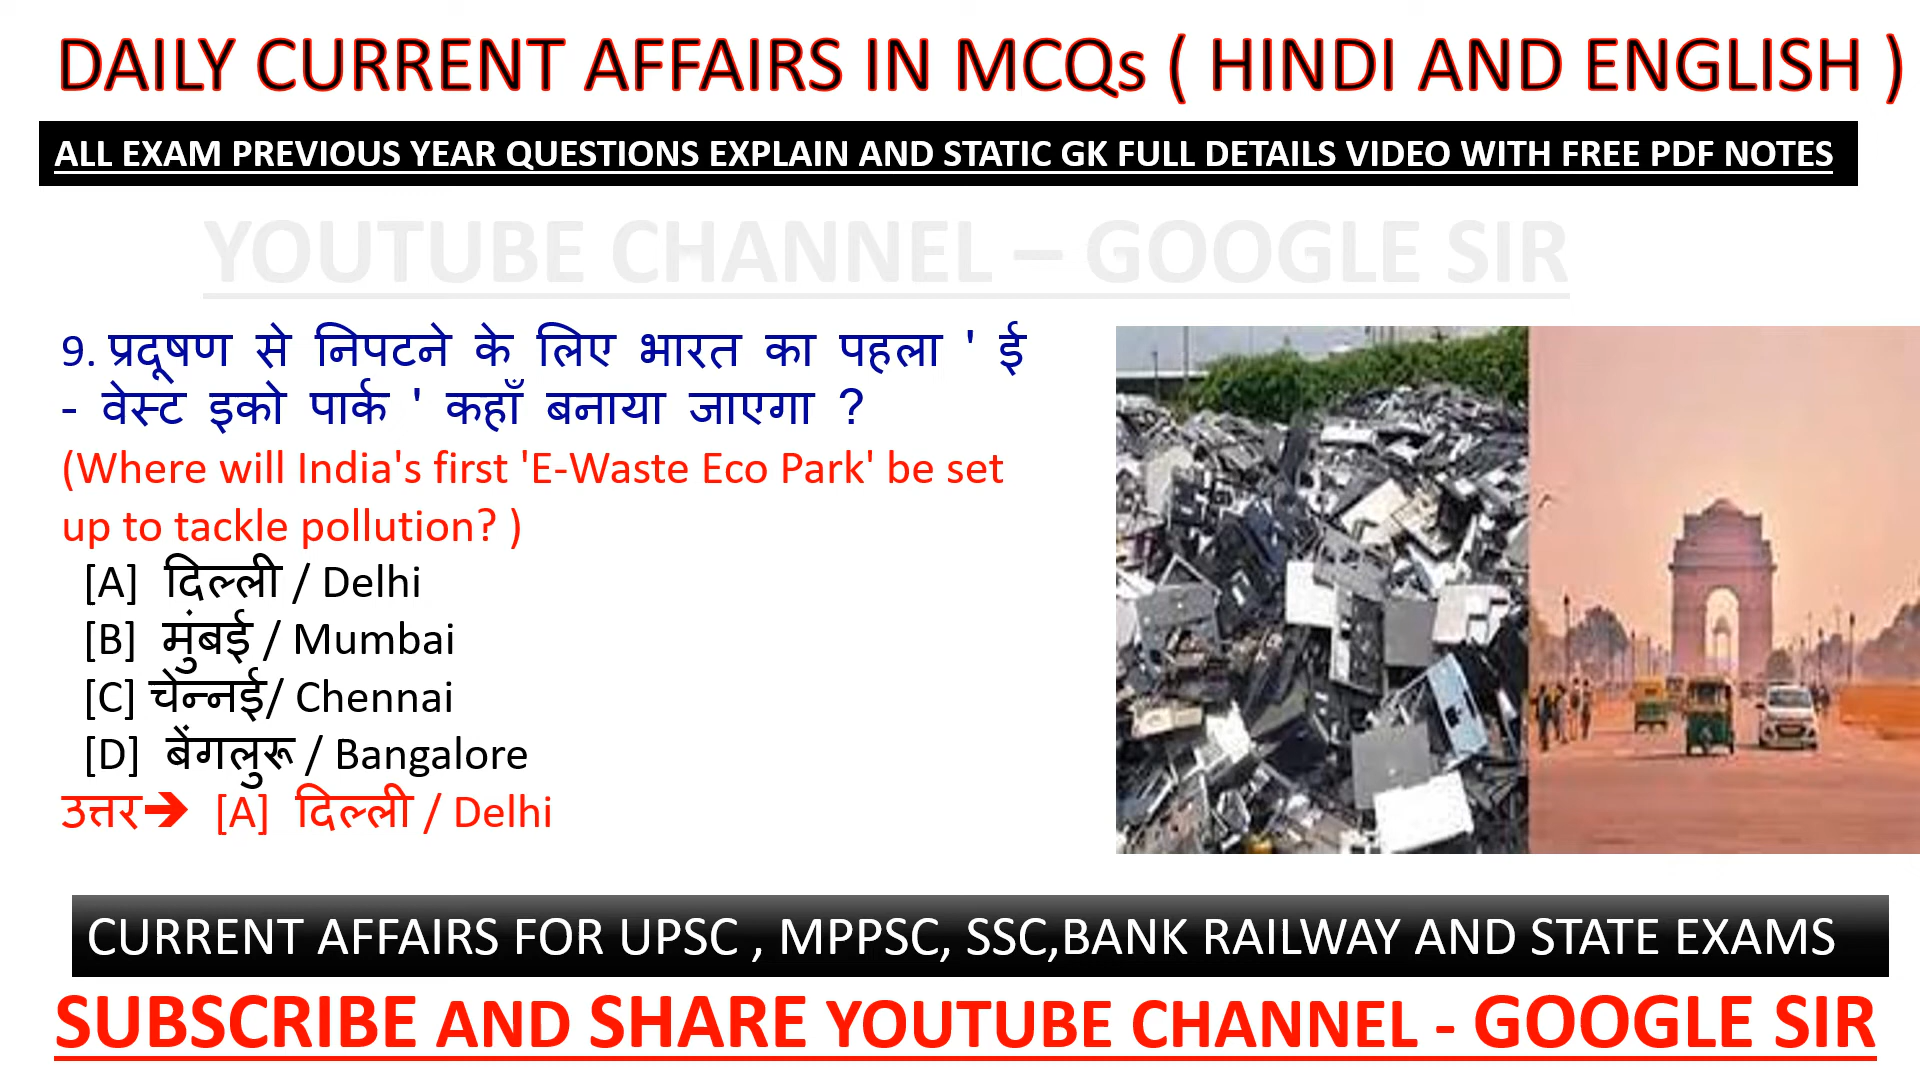 DAILY CURRENT AFFAIRS IN MCQs ( HINDI AND ENGLISH )
ALL EXAM PREVIOUS YEAR QUESTIONS EXPLAIN AND STATIC GK FULL DETAILS VIDEO WITH FREE PDF NOTES
YOUTUBE CHANNEL – GOOGLE SIR
9. प्रदूषण से निपटने के लिए भारत का पहला ' ई
- वेस्ट इको पार्क ' कहाँ बनाया जाएगा ?
(Where will India's first 'E-Waste Eco Park' be set
up to tackle pollution? )
[A] दिल्ली / Delhi
[B] मुंबई / Mumbai
[C] चेन्नई/ Chennai
[D] बेंगलुरू / Bangalore
उत्तर➔ [A] दिल्ली / Delhi
CURRENT AFFAIRS FOR UPSC , MPPSC, SSC,BANK RAILWAY AND STATE EXAMS
SUBSCRIBE AND SHARE YOUTUBE CHANNEL - GOOGLE SIR